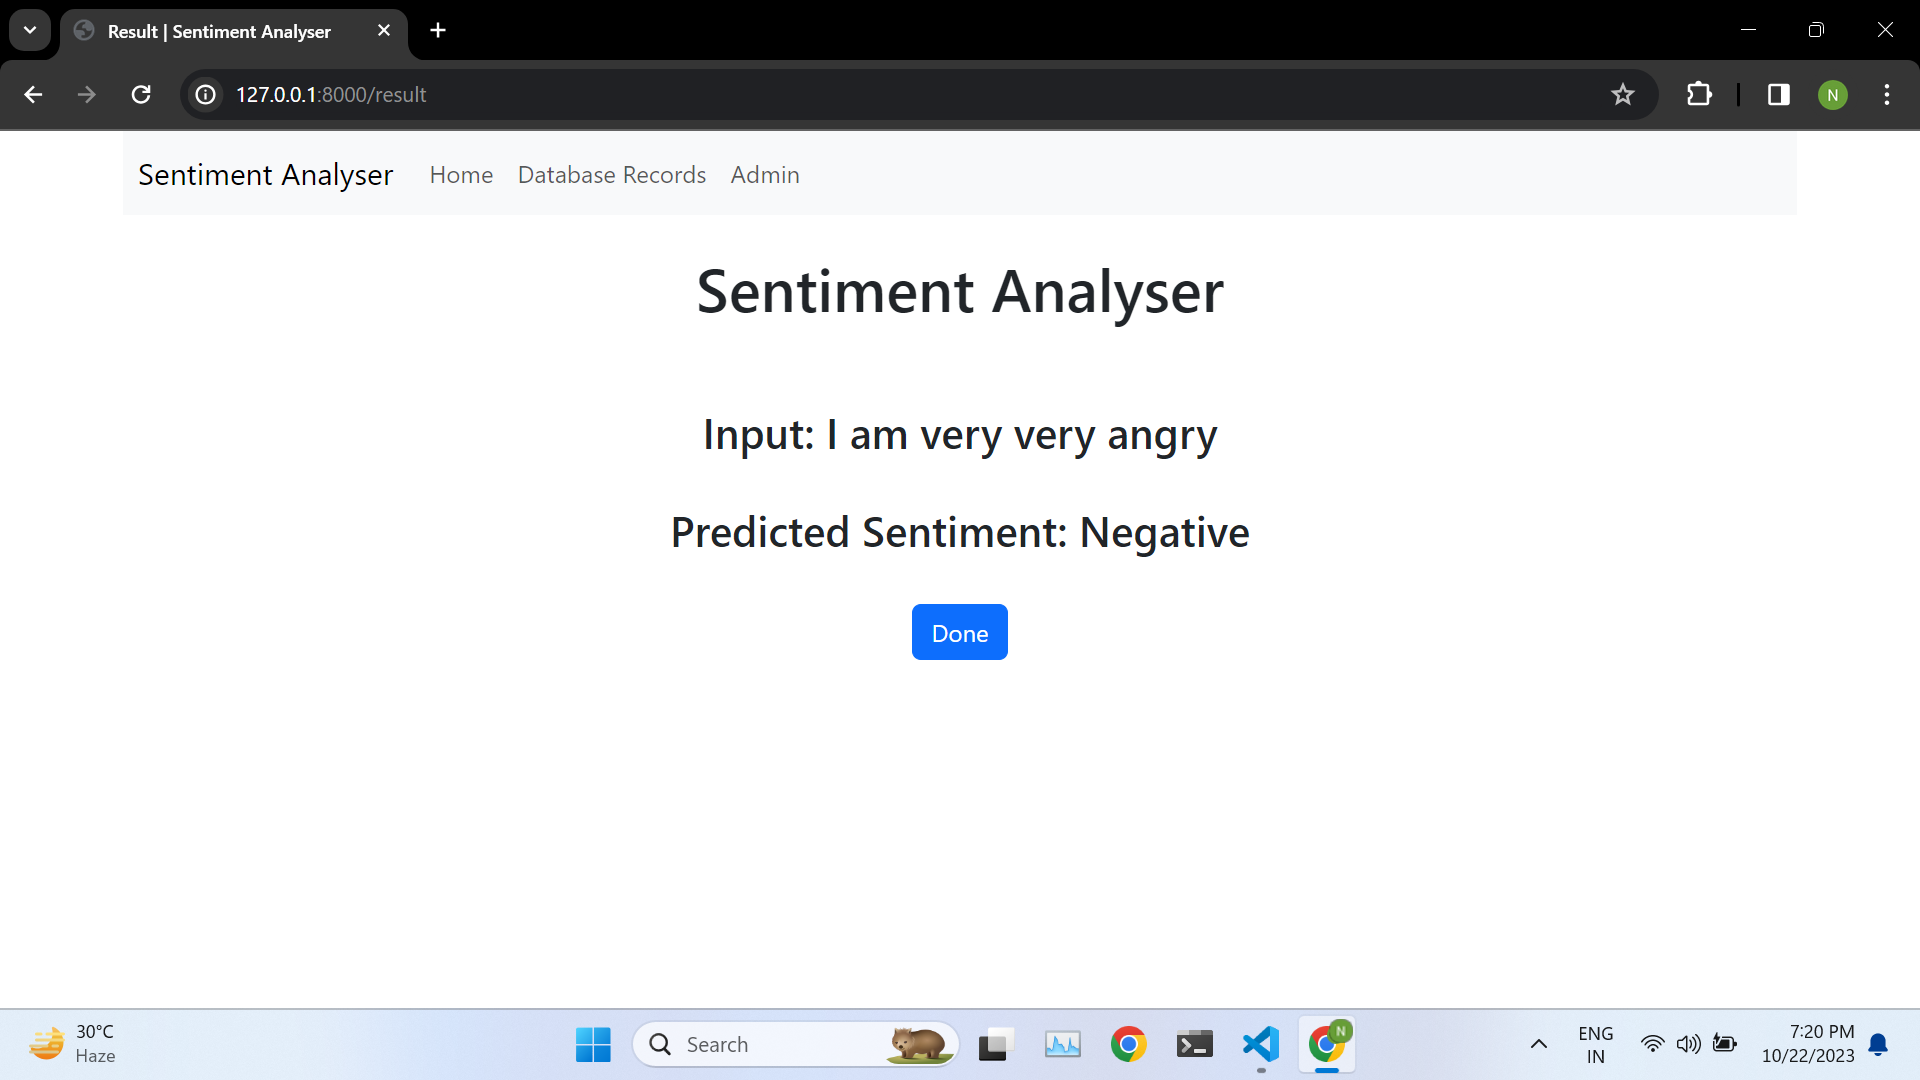 Result | Sentiment Analyser
127.0.0.1:8000/result
N
Sentiment Analyser Home Database Records Admin
Sentiment Analyser
Input: I am very very angry
Predicted Sentiment: Negative
Done
30°C
Haze
Search
N
ENG
IN
7:20 PM
10/22/2023